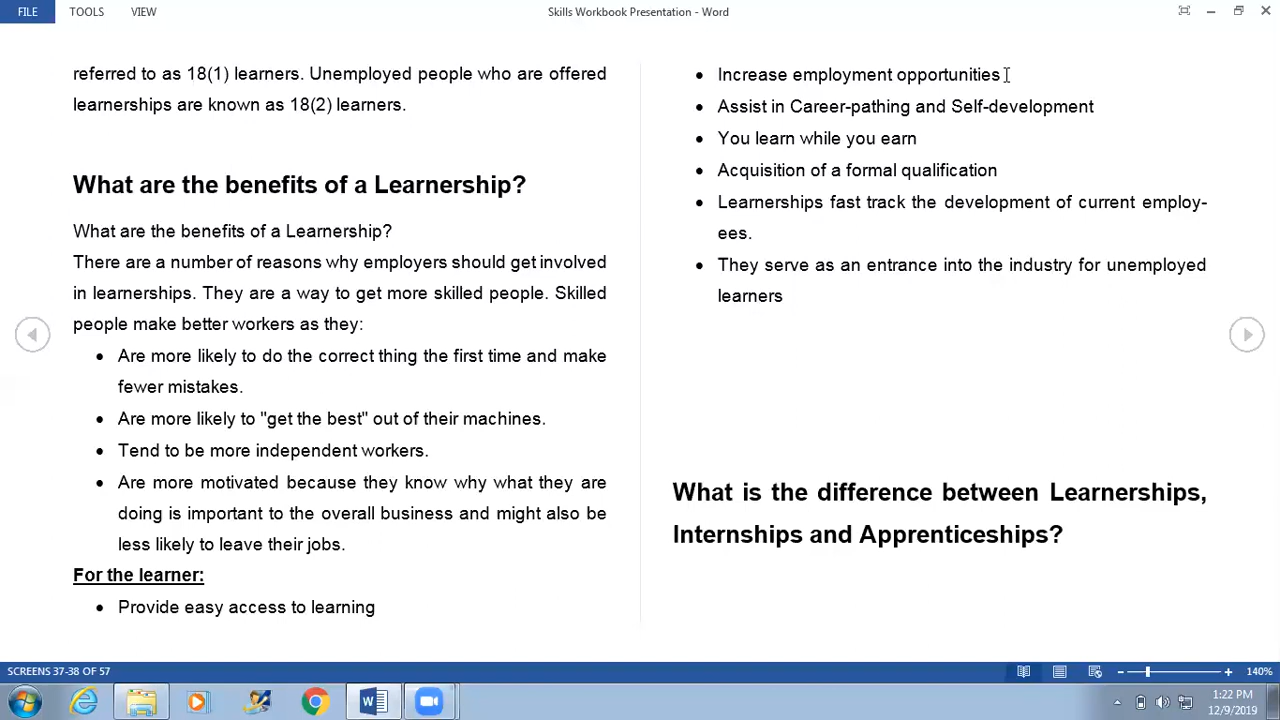 FILE TOOLS VIEW Skills Workbook Presentation - Word
referred to as 18(1) learners. Unemployed people who are offered
learnerships are known as 18(2) learners.
What are the benefits of a Learnership?
What are the benefits of a Learnership?
There are a number of reasons why employers should get involved
in learnerships. They are a way to get more skilled people. Skilled
people make better workers as they:
• Are more likely to do the correct thing the first time and make
fewer mistakes.
• Are more likely to "get the best" out of their machines.
• Tend to be more independent workers.
• Are more motivated because they know why what they are
doing is important to the overall business and might also be
less likely to leave their jobs.
For the learner:
• Provide easy access to learning
• Increase employment opportunities
• Assist in Career-pathing and Self-development
• You learn while you earn
• Acquisition of a formal qualification
• Learnerships fast track the development of current employ-
ees.
• They serve as an entrance into the industry for unemployed
learners
What is the difference between Learnerships,
Internships and Apprenticeships?
SCREENS 37-38 OF 57 140%
1:22 PM
12/9/2019